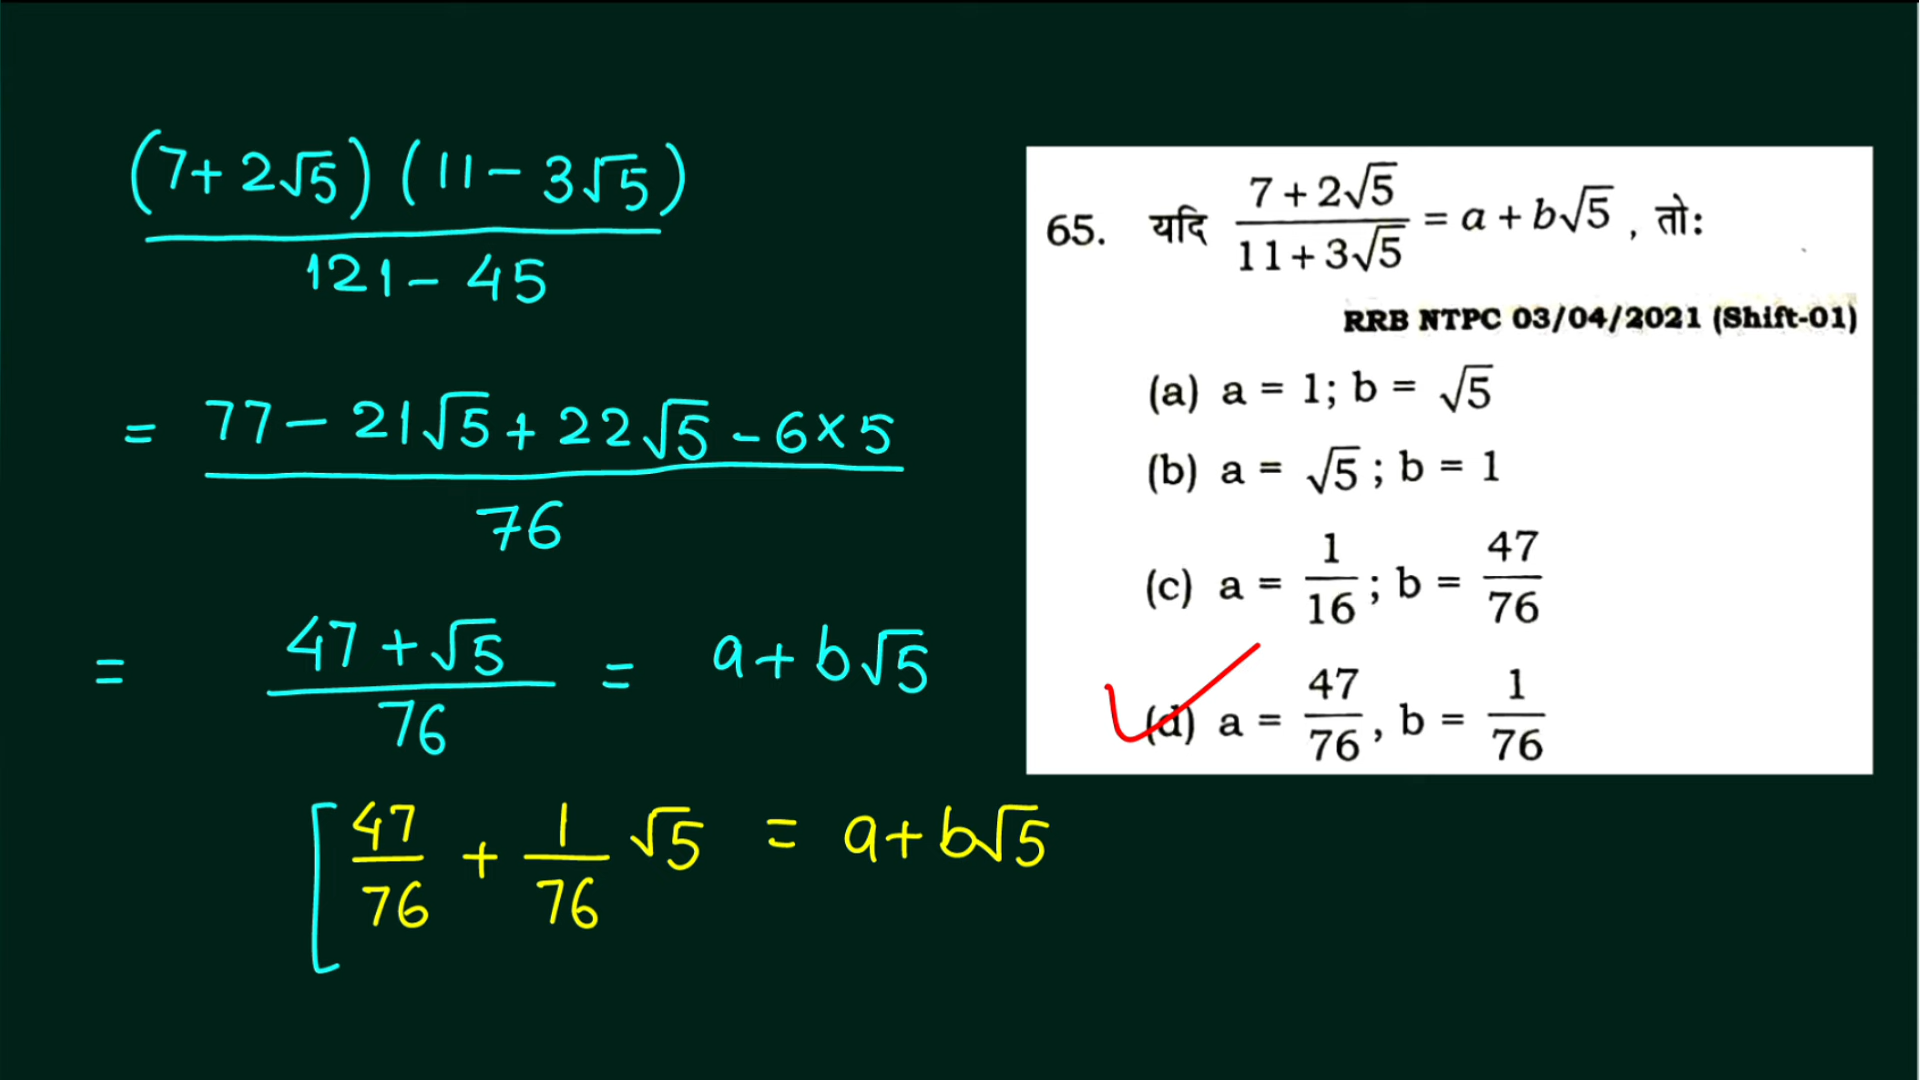 (7+2√5)(11-3√5)
121-45
= 77-21√5+22√5-6×5
76
= 47+√5 = a+b√5
76
[47/76 + 1/76 √5 = a+b√5
65. यदि (7+2√5)/(11+3√5) = a+b√5, तो:
RRB NTPC 03/04/2021 (Shift-01)
(a) a = 1; b = √5
(b) a = √5; b = 1
(c) a = 1/16; b = 47/76
(d) a = 47/76, b = 1/76